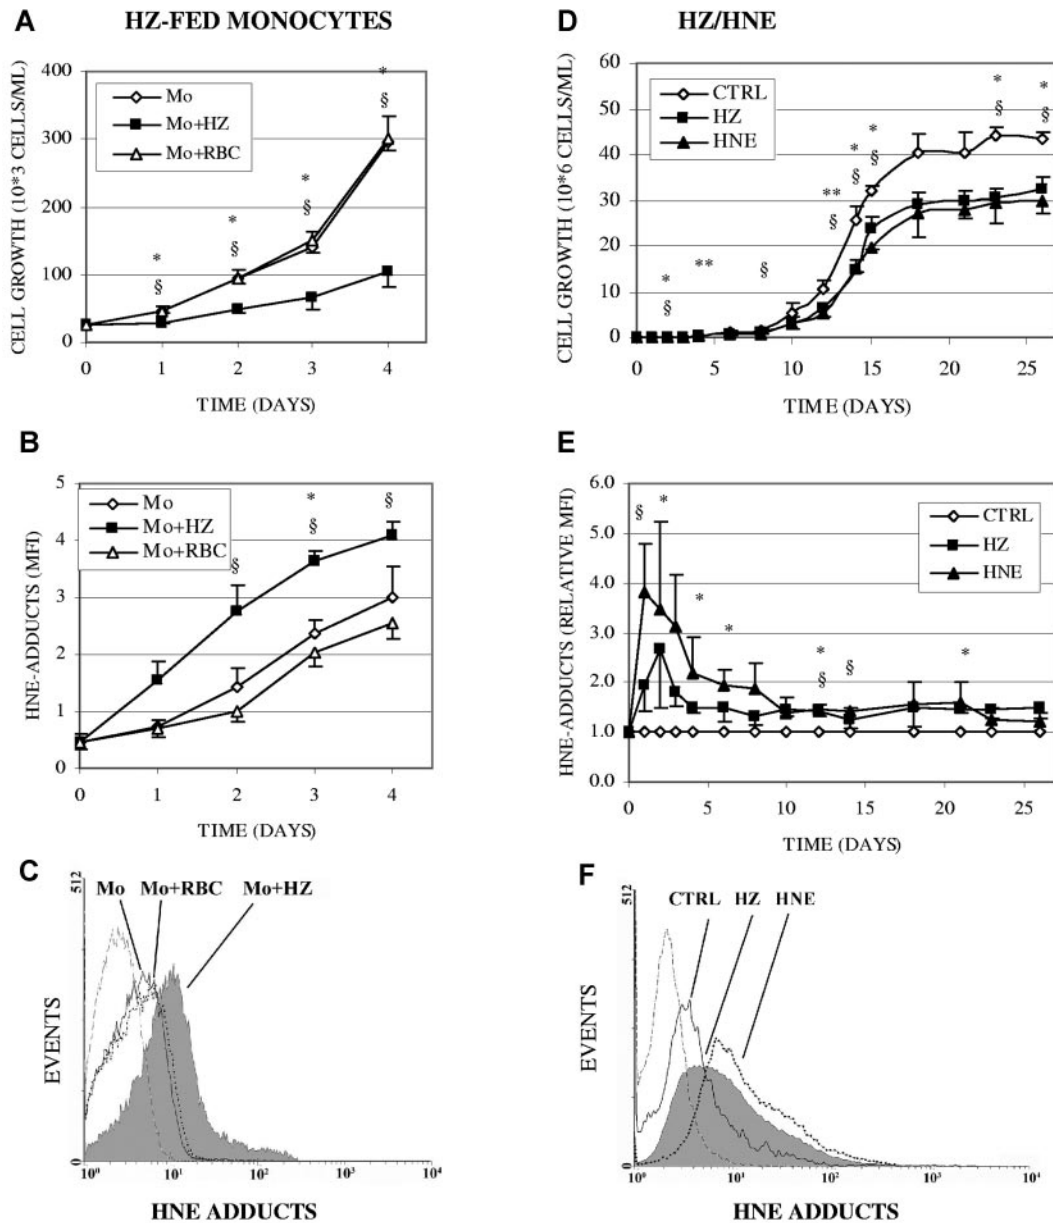 A
HZ-FED MONOCYTES
CELL GROWTH (10*3 CELLS/ML)
400
300
200
100
0
Mo
Mo+HZ
Mo+RBC
*
§
*
§
*
§
*
§
0 1 2 3 4
TIME (DAYS)
B
HNE-ADDUCTS (MFI)
5
4
3
2
1
0
Mo
Mo+HZ
Mo+RBC
§
*
§
§
0 1 2 3 4
TIME (DAYS)
C
512
EVENTS
0
Mo Mo+RBC Mo+HZ
10⁰ 10¹ 10² 10³ 10⁴
HNE ADDUCTS
D
HZ/HNE
CELL GROWTH (10*6 CELLS/ML)
60
50
40
30
20
10
0
CTRL
HZ
HNE
*
§
**
§
**
§
*
§
*
§
*
§
*
§
0 5 10 15 20 25
TIME (DAYS)
E
HNE-ADDUCTS (RELATIVE MFI)
6.0
5.0
4.0
3.0
2.0
1.0
0.0
CTRL
HZ
HNE
§
*
*
*
*
§
§
*
0 5 10 15 20 25
TIME (DAYS)
F
512
EVENTS
0
CTRL HZ HNE
10⁰ 10¹ 10² 10³ 10⁴
HNE ADDUCTS